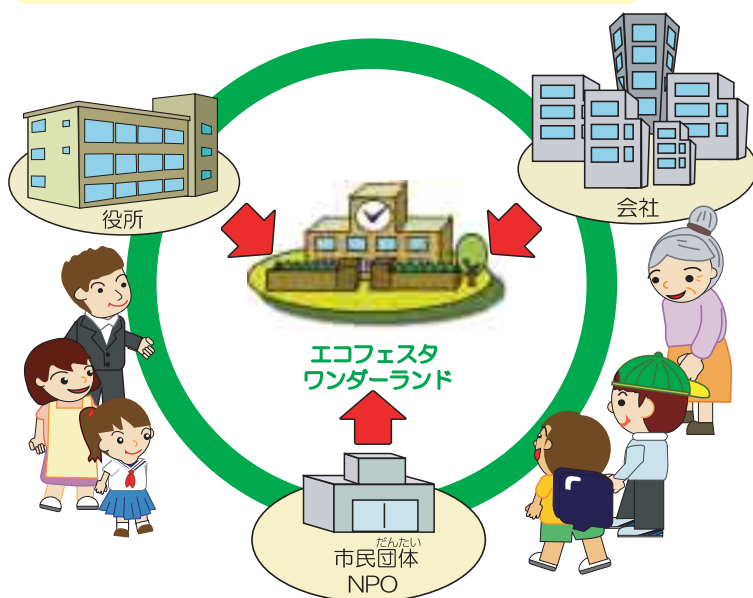 役所
会社
エコフェスタ
ワンダーランド
だんたい
市民団体
NPO